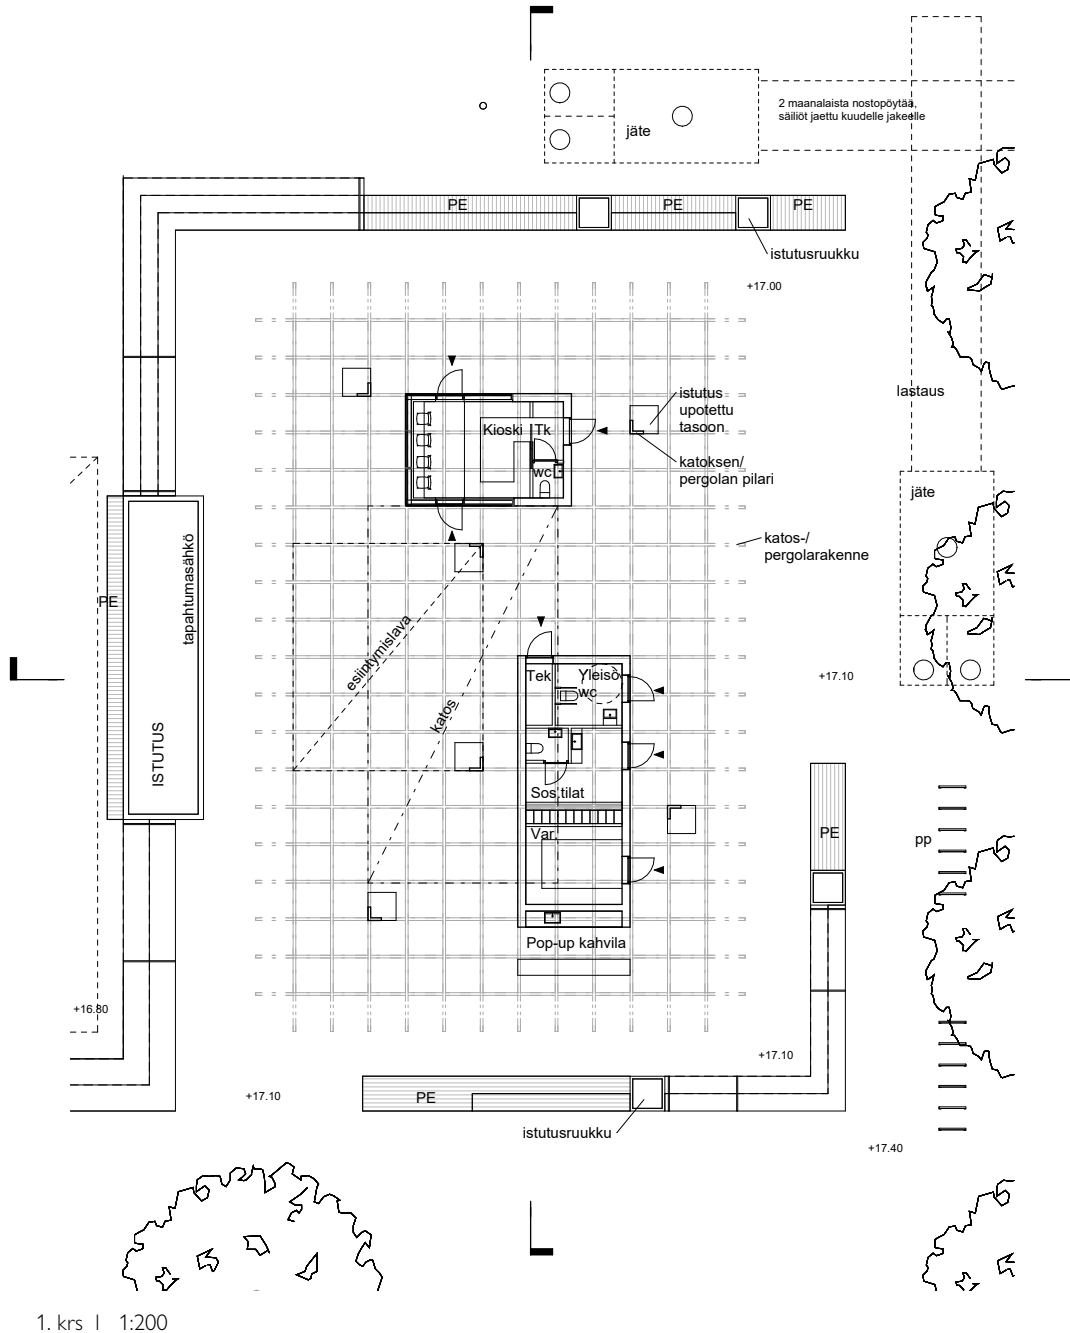 2 maanalaista nostopöytää,
säiliöt jaettu kuudelle jakeelle
jäte
PE
PE
PE
istutusruukku
+17.00
lastaus
istutus
upotettu
tasoon
Kioski
Tk
katoksen/
pergolan pilari
wc
jäte
katos-/
pergolarakenne
tapahtumasähkö
PE
esiintymislava
Tek
Yleisö
wc
+17.10
katos
ISTUTUS
Sos.tilat
Var.
PE
pp
Pop-up kahvila
+16.80
+17.10
+17.10
PE
istutusruukku
+17.40
1. krs | 1:200